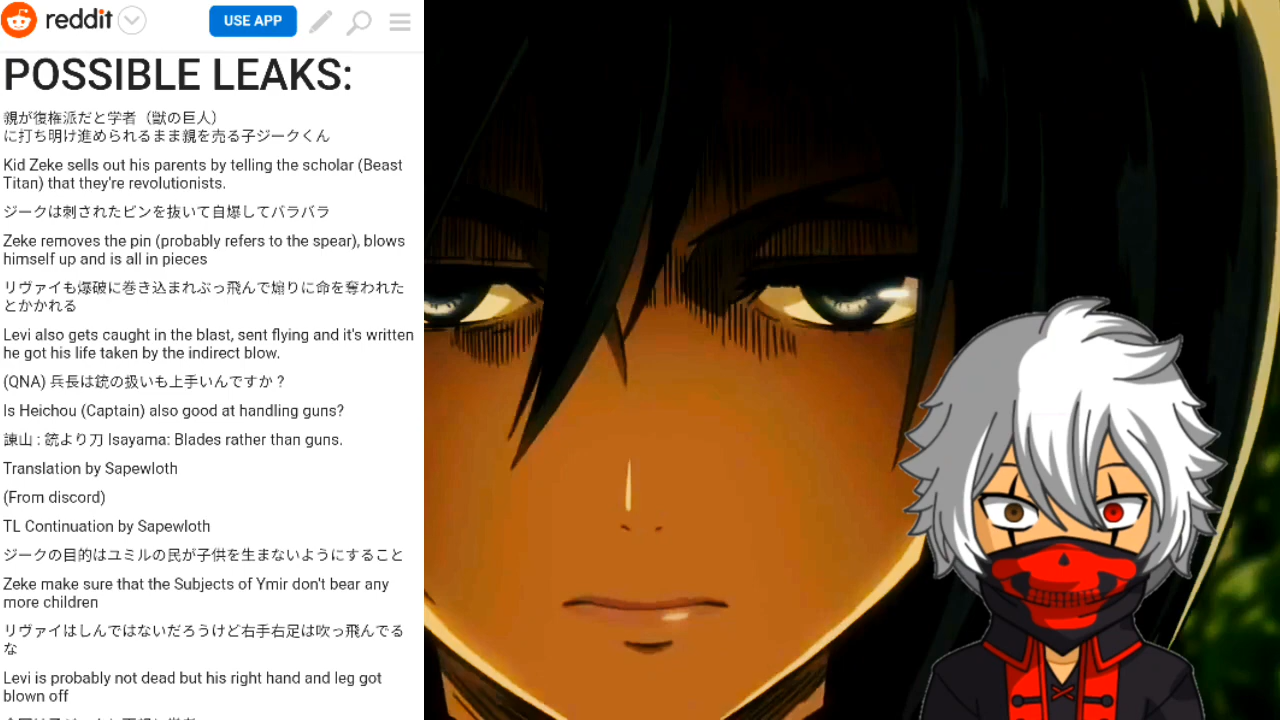 reddit
USE APP
POSSIBLE LEAKS:
親が復権派だと学者（獣の巨人）
に打ち明け進められるまま親を売る子ジークくん
Kid Zeke sells out his parents by telling the scholar (Beast
Titan) that they're revolutionists.
ジークは刺されたビンを抜いて自爆してバラバラ
Zeke removes the pin (probably refers to the spear), blows
himself up and is all in pieces
リヴァイも爆破に巻き込まれぶっ飛んで煽りに命を奪われた
とかかれる
Levi also gets caught in the blast, sent flying and it's written
he got his life taken by the indirect blow.
(QNA) 兵長は銃の扱いも上手いんですか？
Is Heichou (Captain) also good at handling guns?
諫山 : 銃より刀 Isayama: Blades rather than guns.
Translation by Sapewloth
(From discord)
TL Continuation by Sapewloth
ジークの目的はユミルの民が子供を生まないようにすること
Zeke make sure that the Subjects of Ymir don't bear any
more children
リヴァイはしんではないだろうけど右手右足は吹っ飛んでる
な
Levi is probably not dead but his right hand and leg got
blown off